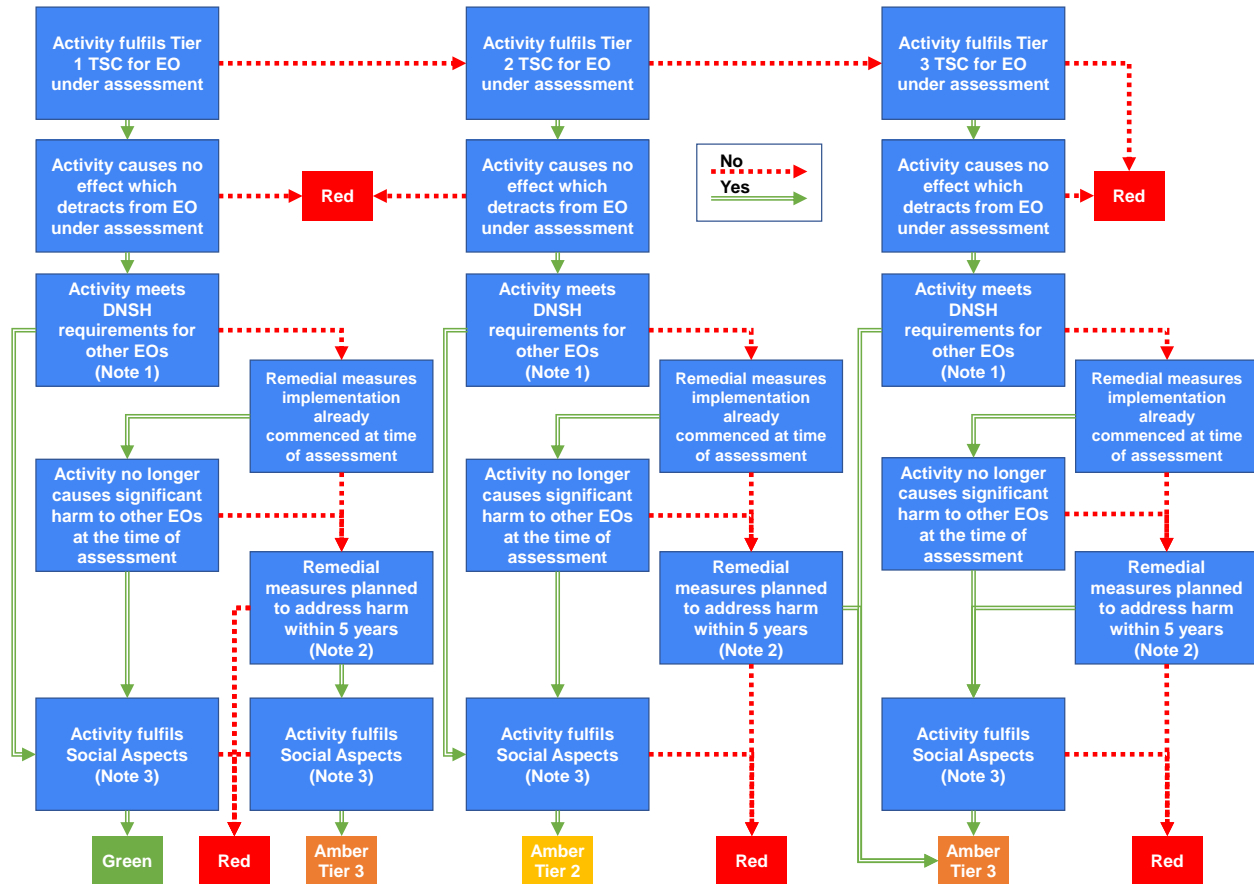 Activity fulfils Tier
1 TSC for EO
under assessment
Activity fulfils Tier
2 TSC for EO
under assessment
Activity fulfils Tier
3 TSC for EO
under assessment
Activity causes no
effect which
detracts from EO
under assessment
Red
Activity causes no
effect which
detracts from EO
under assessment
No
Yes
Activity causes no
effect which
detracts from EO
under assessment
Red
Activity meets
DNSH
requirements for
other EOs
(Note 1)
Activity meets
DNSH
requirements for
other EOs
(Note 1)
Activity meets
DNSH
requirements for
other EOs
(Note 1)
Remedial measures
implementation
already
commenced at time
of assessment
Remedial measures
implementation
already
commenced at time
of assessment
Remedial measures
implementation
already
commenced at time
of assessment
Activity no longer
causes significant
harm to other EOs
at the time of
assessment
Activity no longer
causes significant
harm to other EOs
at the time of
assessment
Activity no longer
causes significant
harm to other EOs
at the time of
assessment
Remedial
measures planned
to address harm
within 5 years
(Note 2)
Remedial
measures planned
to address harm
within 5 years
(Note 2)
Remedial
measures planned
to address harm
within 5 years
(Note 2)
Activity fulfils
Social Aspects
(Note 3)
Activity fulfils
Social Aspects
(Note 3)
Activity fulfils
Social Aspects
(Note 3)
Activity fulfils
Social Aspects
(Note 3)
Green
Red
Amber
Tier 3
Amber
Tier 2
Red
Amber
Tier 3
Red